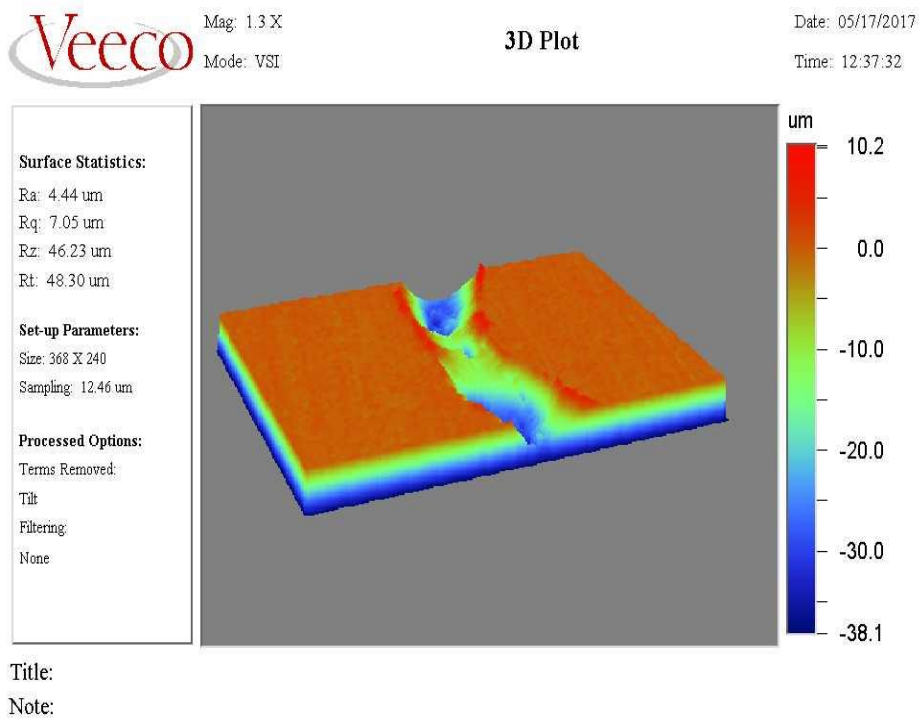 Veeco
Mag: 1.3 X
Mode: VSI
3D Plot
Date: 05/17/2017
Time: 12:37:32
Surface Statistics:
Ra: 4.44 um
Rq: 7.05 um
Rz: 46.23 um
Rt: 48.30 um
Set-up Parameters:
Size: 368 X 240
Sampling: 12.46 um
Processed Options:
Terms Removed:
Tilt
Filtering:
None
um
10.2
0.0
-10.0
-20.0
-30.0
-38.1
Title:
Note: